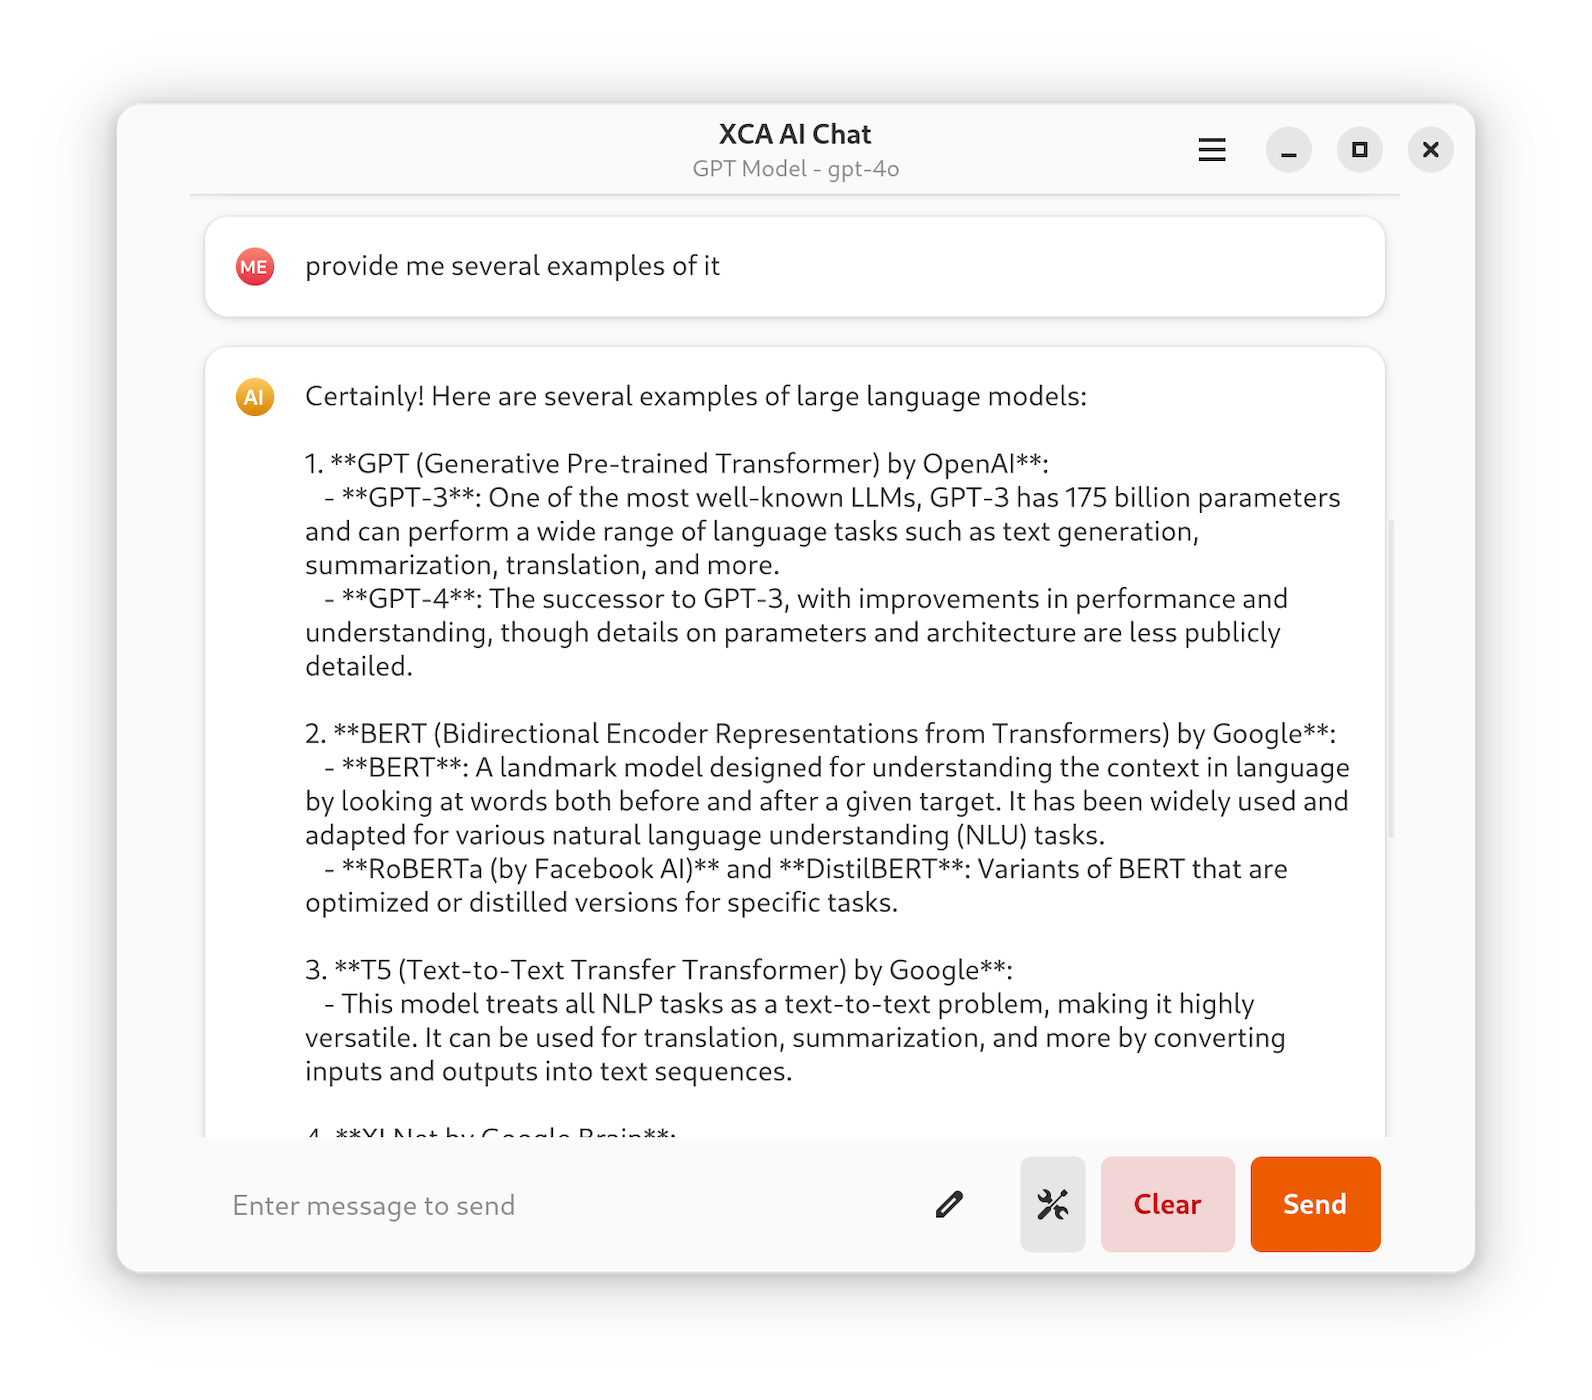 XCA AI Chat
GPT Model - gpt-4o
ME
provide me several examples of it
AI
Certainly! Here are several examples of large language models:
1. **GPT (Generative Pre-trained Transformer) by OpenAI**:
- **GPT-3**: One of the most well-known LLMs, GPT-3 has 175 billion parameters
and can perform a wide range of language tasks such as text generation,
summarization, translation, and more.
- **GPT-4**: The successor to GPT-3, with improvements in performance and
understanding, though details on parameters and architecture are less publicly
detailed.
2. **BERT (Bidirectional Encoder Representations from Transformers) by Google**:
- **BERT**: A landmark model designed for understanding the context in language
by looking at words both before and after a given target. It has been widely used and
adapted for various natural language understanding (NLU) tasks.
- **RoBERTa (by Facebook AI)** and **DistilBERT**: Variants of BERT that are
optimized or distilled versions for specific tasks.
3. **T5 (Text-to-Text Transfer Transformer) by Google**:
- This model treats all NLP tasks as a text-to-text problem, making it highly
versatile. It can be used for translation, summarization, and more by converting
inputs and outputs into text sequences.
4. **XLNet by Google Brain**:
Enter message to send
Clear
Send